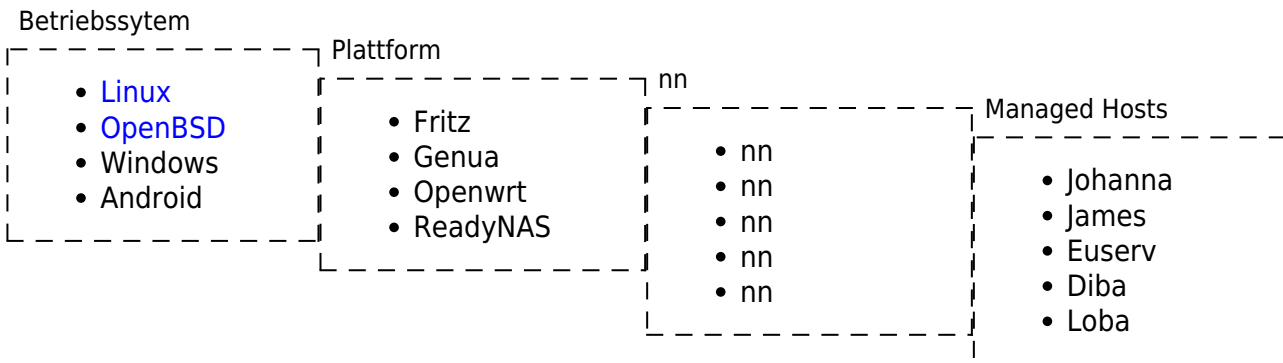 Betriebssytem
• Linux
• OpenBSD
• Windows
• Android
Plattform
• Fritz
• Genua
• Openwrt
• ReadyNAS
nn
• nn
• nn
• nn
• nn
• nn
Managed Hosts
• Johanna
• James
• Euserv
• Diba
• Loba